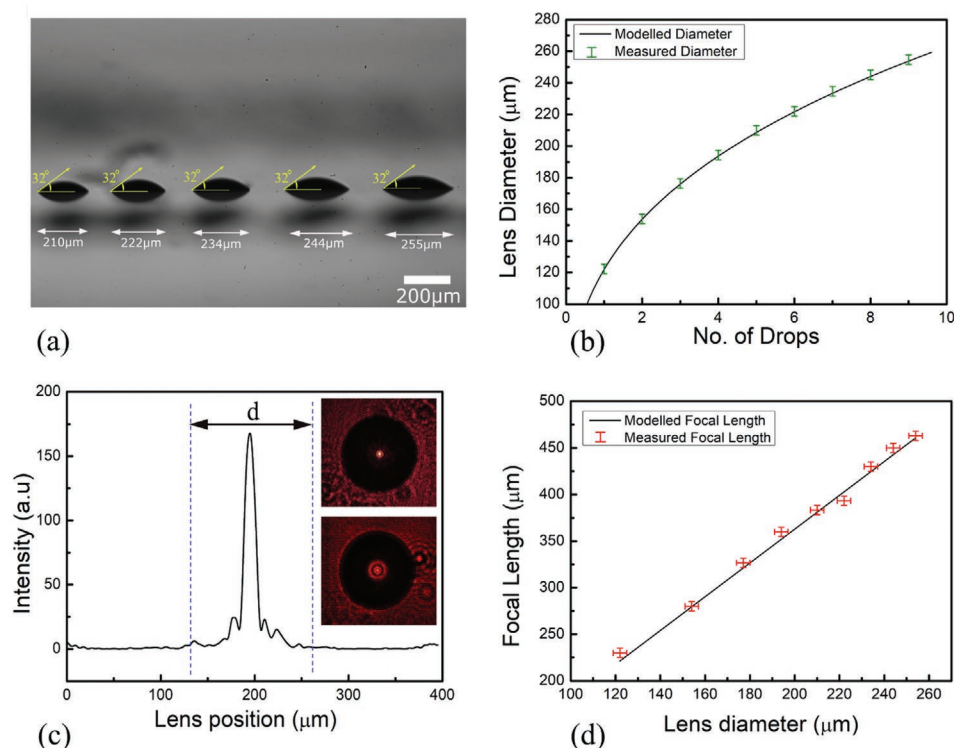 32°
32°
32°
32°
32°
210μm
222μm
234μm
244μm
255μm
200μm
(a)
Modelled Diameter
Measured Diameter
Lens Diameter (μm)
280
260
240
220
200
180
160
140
120
100
0
2
4
6
8
10
No. of Drops
(b)
d
Intensity (a.u)
200
150
100
50
0
0
100
200
300
400
Lens position (μm)
(c)
Modelled Focal Length
Measured Focal Length
Focal Length (μm)
500
450
400
350
300
250
200
100
120
140
160
180
200
220
240
260
Lens diameter (μm)
(d)